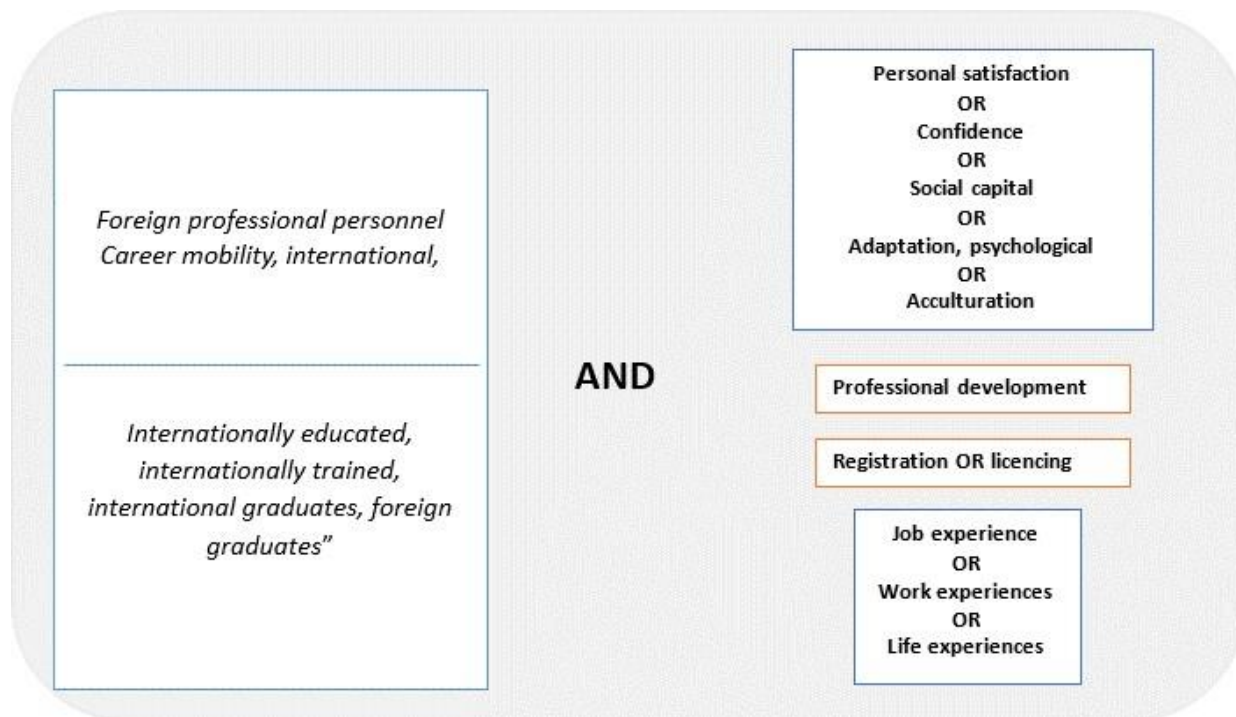 Foreign professional personnel
Career mobility, international,
Internationally educated,
internationally trained,
international graduates, foreign
graduates”
AND
Personal satisfaction
OR
Confidence
OR
Social capital
OR
Adaptation, psychological
OR
Acculturation
Professional development
Registration OR licencing
Job experience
OR
Work experiences
OR
Life experiences